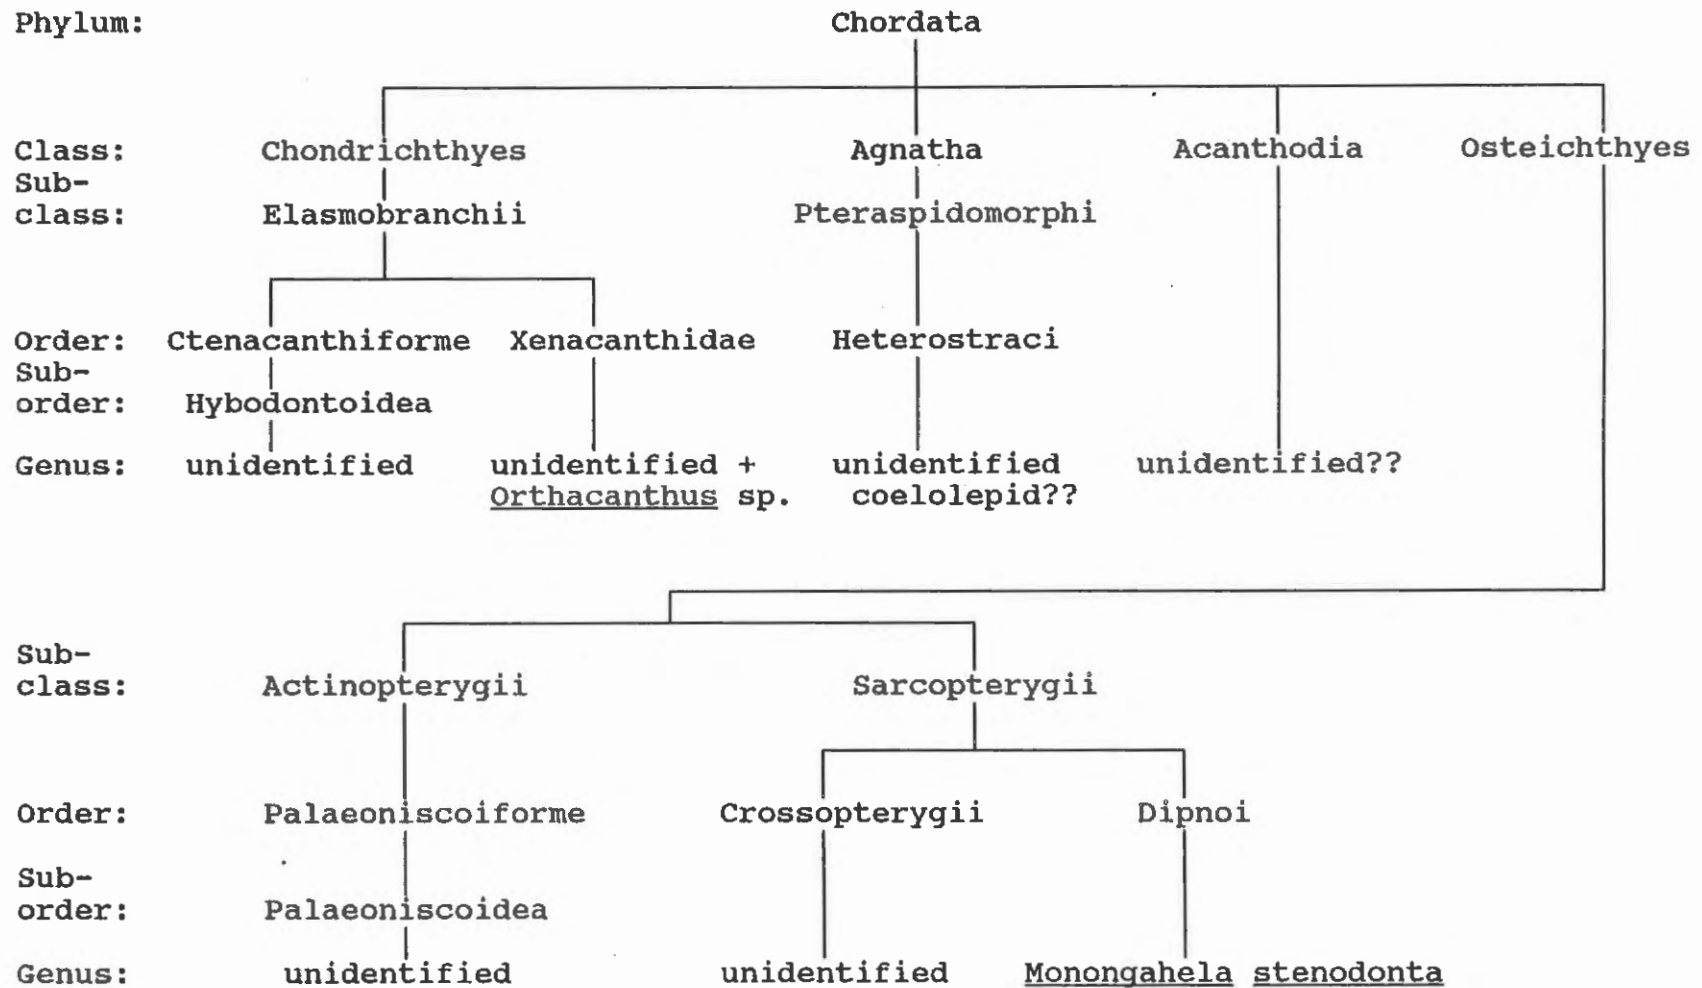 Phylum: Chordata
Class: Chondrichthyes Agnatha Acanthodia Osteichthyes
Sub-
class: Elasmobranchii Pteraspidomorphi
Order: Ctenacanthiforme Xenacanthidae Heterostraci
Sub-
order: Hybodontoidea
Genus: unidentified unidentified + unidentified unidentified??
Orthacanthus sp. coelolepid??
Sub-
class: Actinopterygii Sarcopterygii
Order: Palaeoniscoiforme Crossopterygii Dipnoi
Sub-
order: Palaeoniscoidea
Genus: unidentified unidentified Monongahela stenodonta